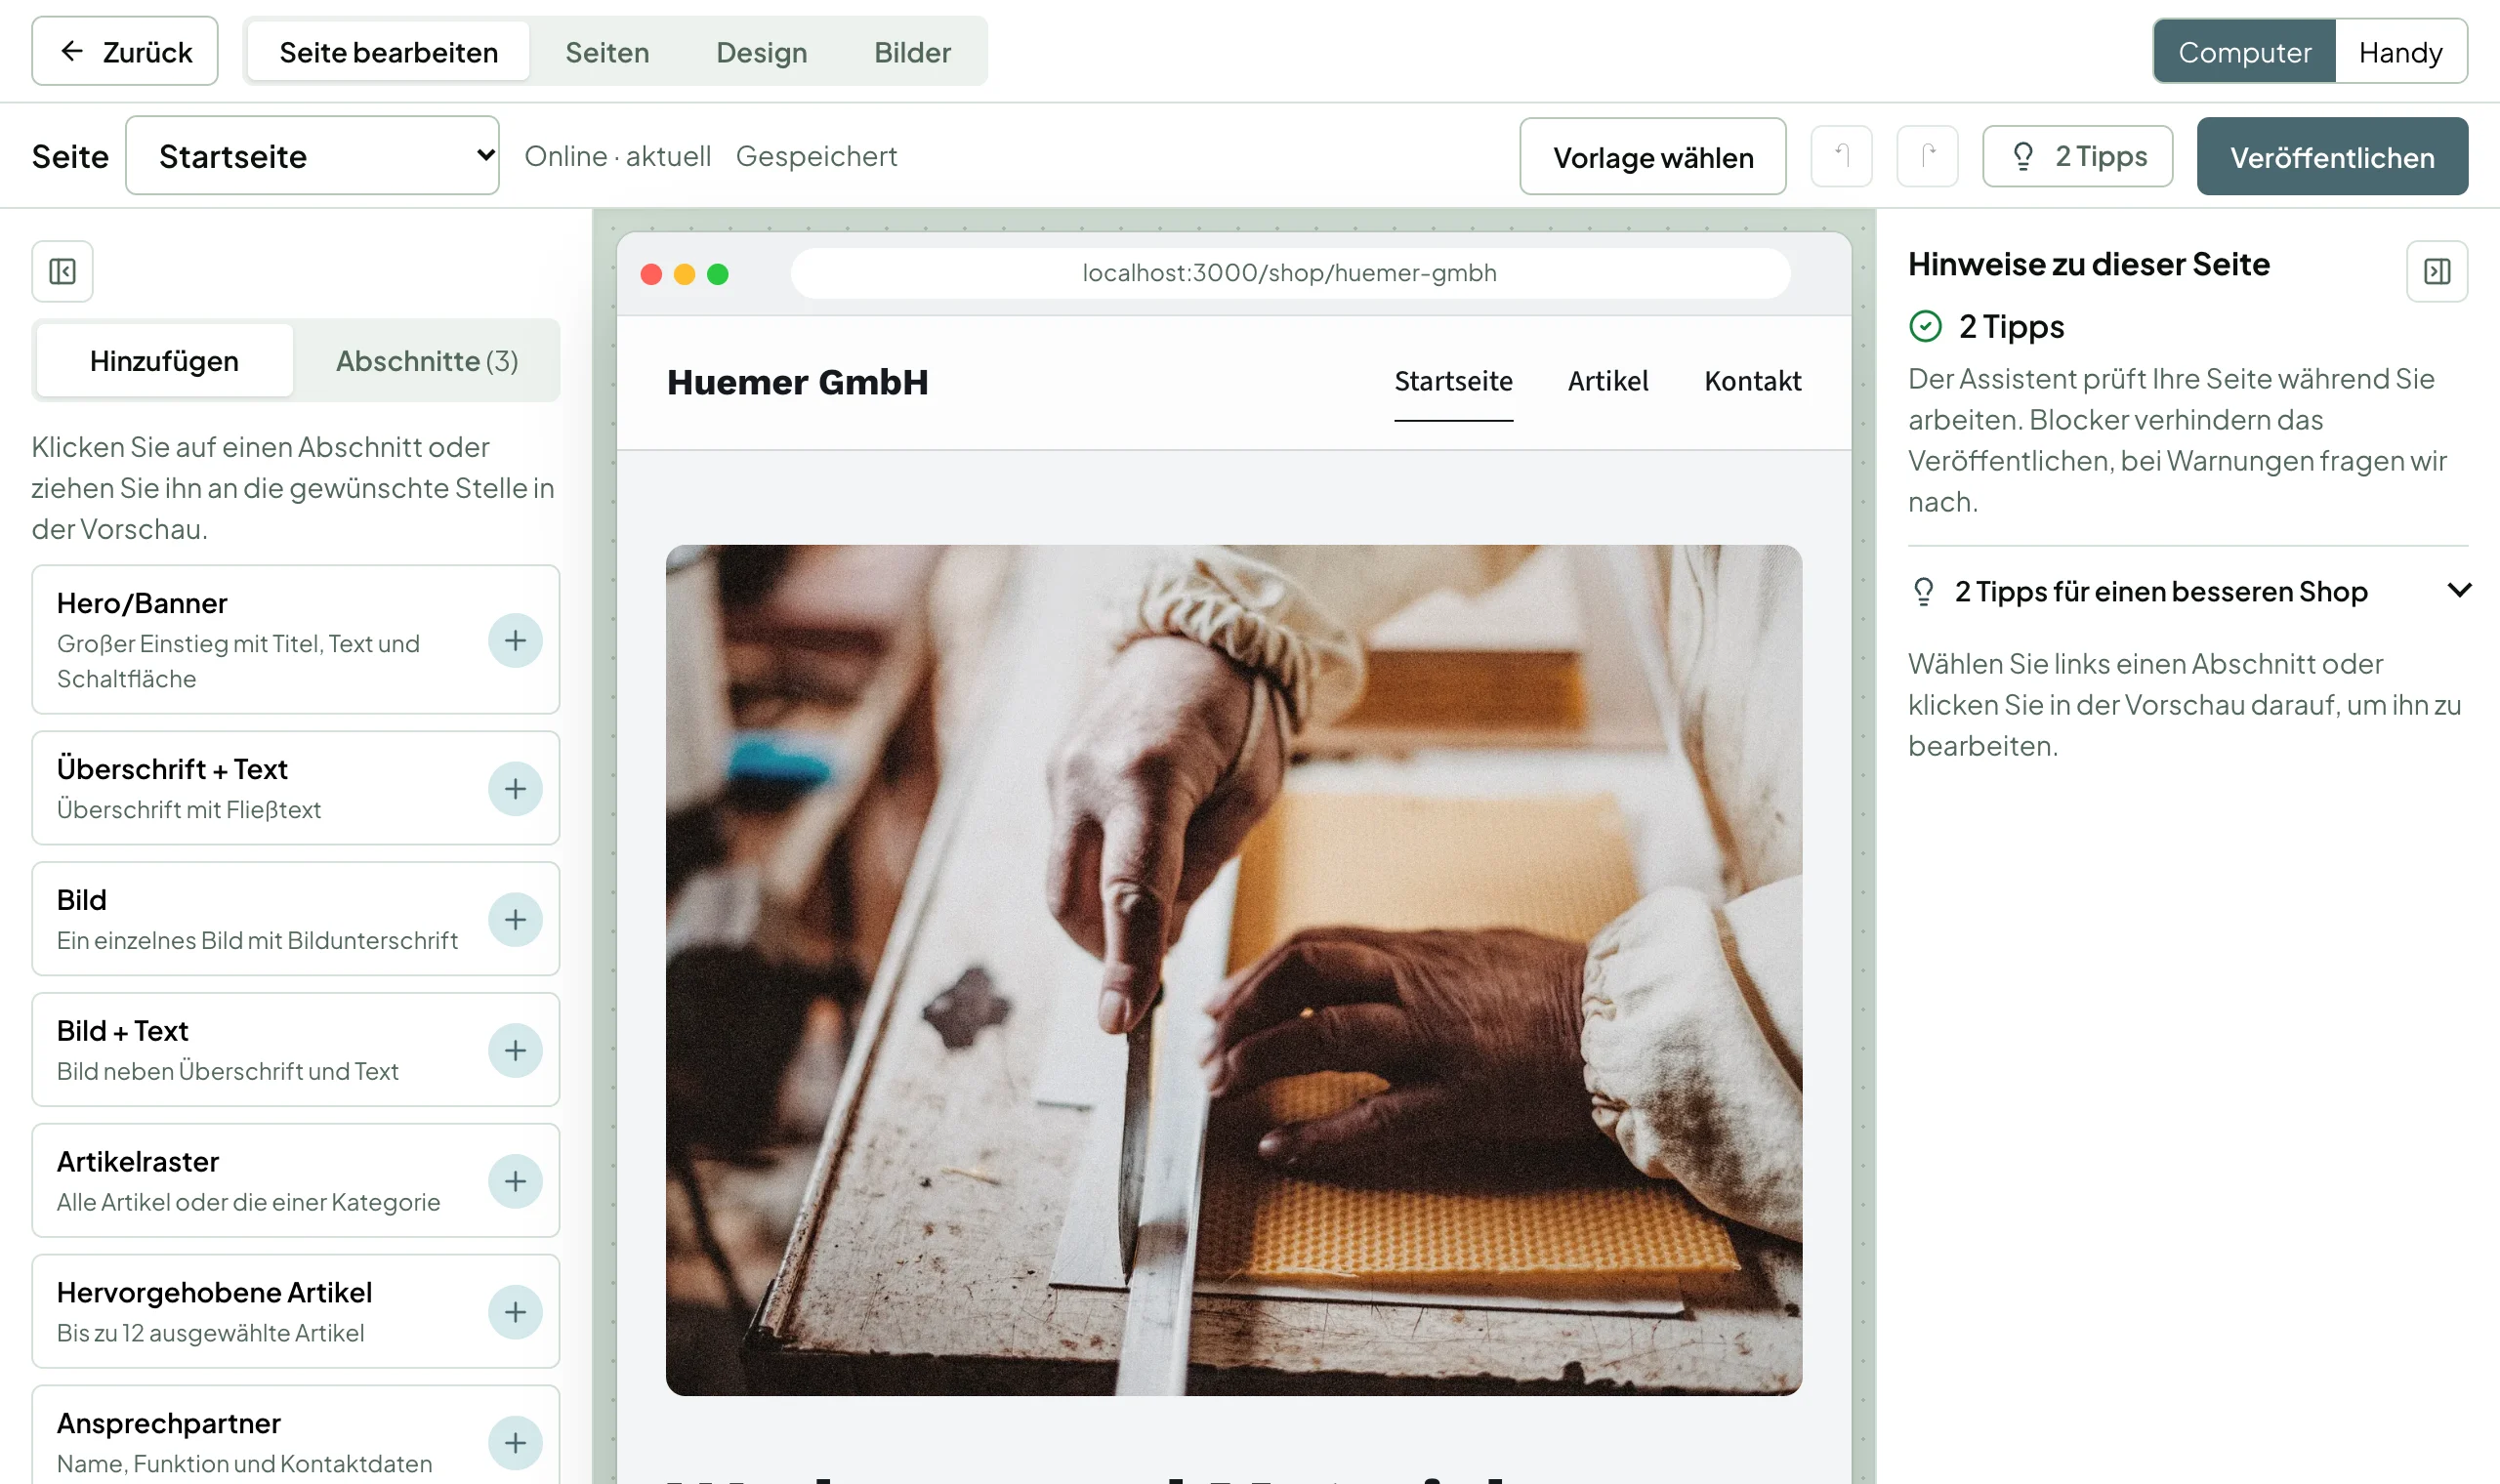 Zurück
Seite bearbeiten
Seiten
Design
Bilder
Computer
Handy
Seite
Startseite
Online · aktuell
Gespeichert
Vorlage wählen
2 Tipps
Veröffentlichen
Hinzufügen
Abschnitte (3)
Klicken Sie auf einen Abschnitt oder
ziehen Sie ihn an die gewünschte Stelle in
der Vorschau.
Hero/Banner
Großer Einstieg mit Titel, Text und
Schaltfläche
Überschrift + Text
Überschrift mit Fließtext
Bild
Ein einzelnes Bild mit Bildunterschrift
Bild + Text
Bild neben Überschrift und Text
Artikelraster
Alle Artikel oder die einer Kategorie
Hervorgehobene Artikel
Bis zu 12 ausgewählte Artikel
Ansprechpartner
Name, Funktion und Kontaktdaten
localhost:3000/shop/huemer-gmbh
Huemer GmbH
Startseite
Artikel
Kontakt
Hinweise zu dieser Seite
2 Tipps
Der Assistent prüft Ihre Seite während Sie
arbeiten. Blocker verhindern das
Veröffentlichen, bei Warnungen fragen wir
nach.
2 Tipps für einen besseren Shop
Wählen Sie links einen Abschnitt oder
klicken Sie in der Vorschau darauf, um ihn zu
bearbeiten.